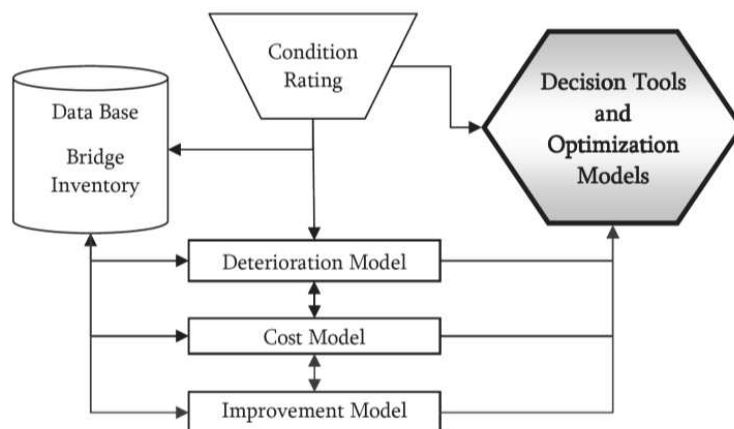 Condition
Rating
Data Base
Bridge
Inventory
Decision Tools
and
Optimization
Models
Deterioration Model
Cost Model
Improvement Model